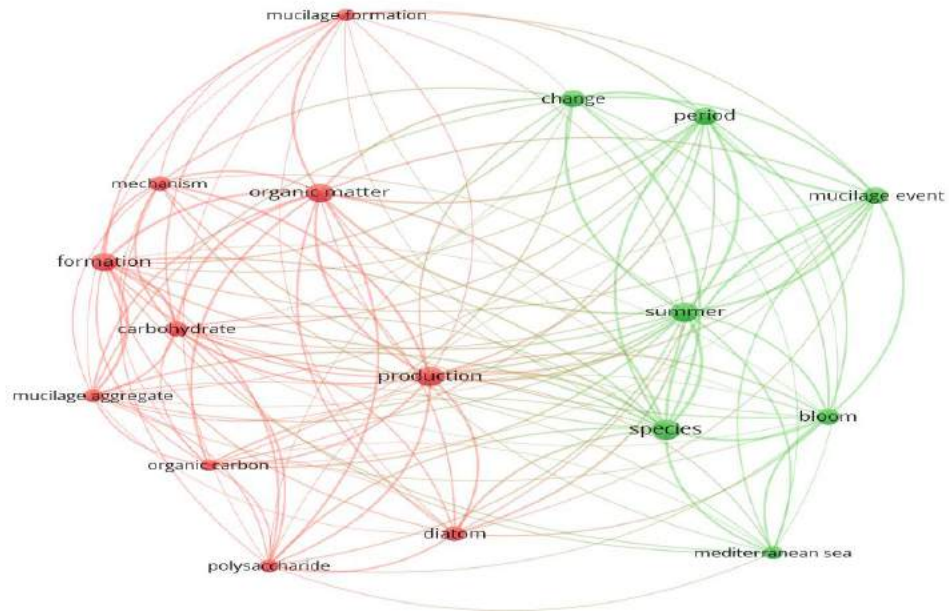 mucilage formation
change
period
mechanism
organic matter
mucilage event
formation
summer
carbohydrate
production
mucilage aggregate
bloom
species
organic carbon
diatom
mediterranean sea
polysaccharide